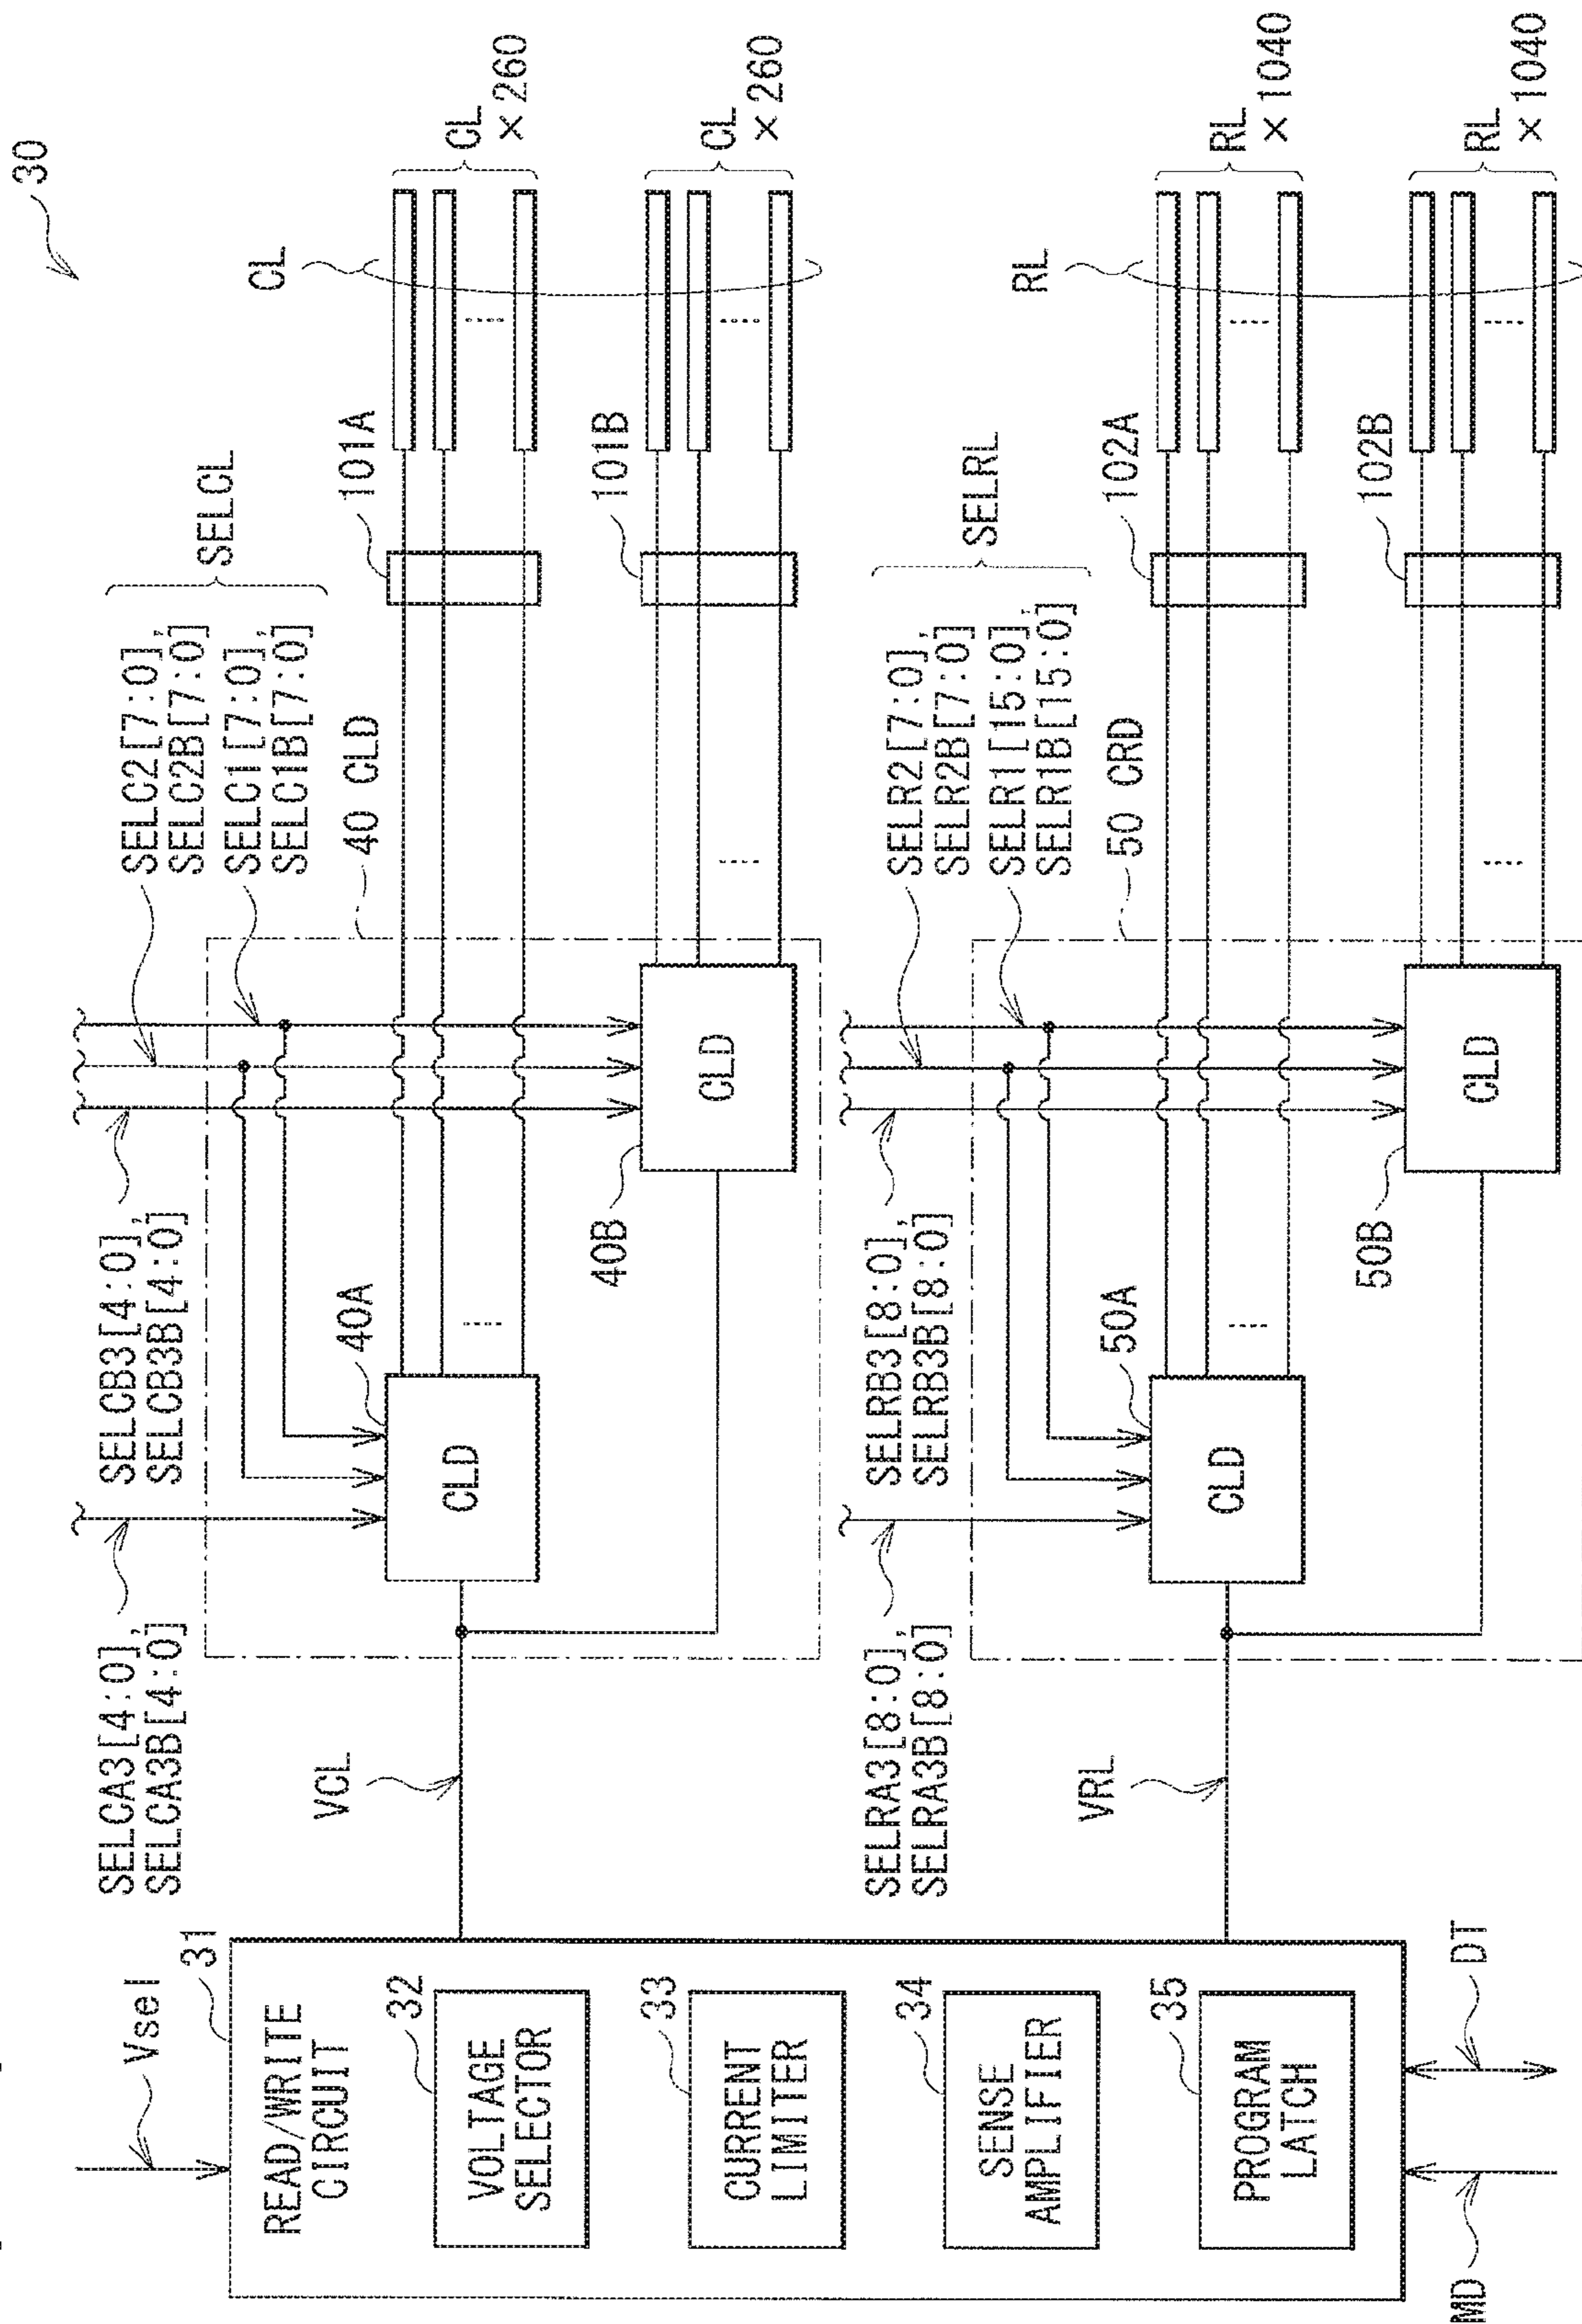 30
Vsel
31
READ/WRITE
CIRCUIT
32
VOLTAGE
SELECTOR
33
CURRENT
LIMITER
34
SENSE
AMPLIFIER
35
PROGRAM
LATCH
MD
DT
SELCA3[4:0],
SELCA3B[4:0]
SELCB3[4:0],
SELCB3B[4:0]
SELC2[7:0],
SELC2B[7:0]
SELC1[7:0],
SELC1B[7:0]
SELCL
VCL
40A
CLD
40B
CLD
40 CLD
101A
101B
CL
CL
× 260
CL
× 260
SELRA3[8:0],
SELRA3B[8:0]
SELRB3[8:0],
SELRB3B[8:0]
SELR2[7:0],
SELR2B[7:0]
SELR1[15:0],
SELR1B[15:0]
SELRL
VRL
50A
CLD
50B
CLD
50 CRD
102A
102B
RL
RL
× 1040
RL
× 1040